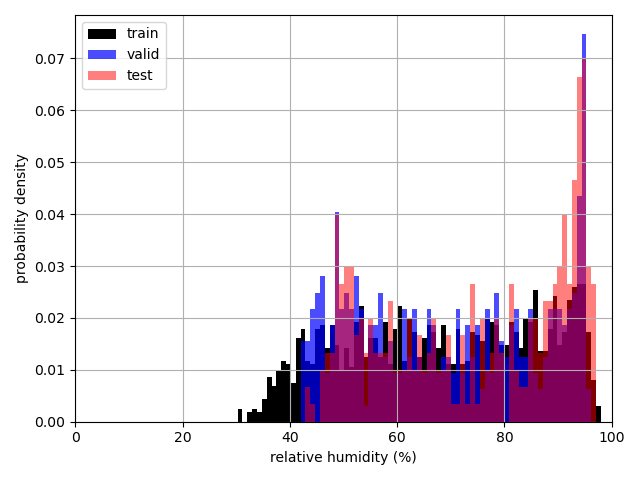 train
valid
test
0.07
0.06
0.05
0.04
0.03
0.02
0.01
0.00
probability density
0 20 40 60 80 100
relative humidity (%)